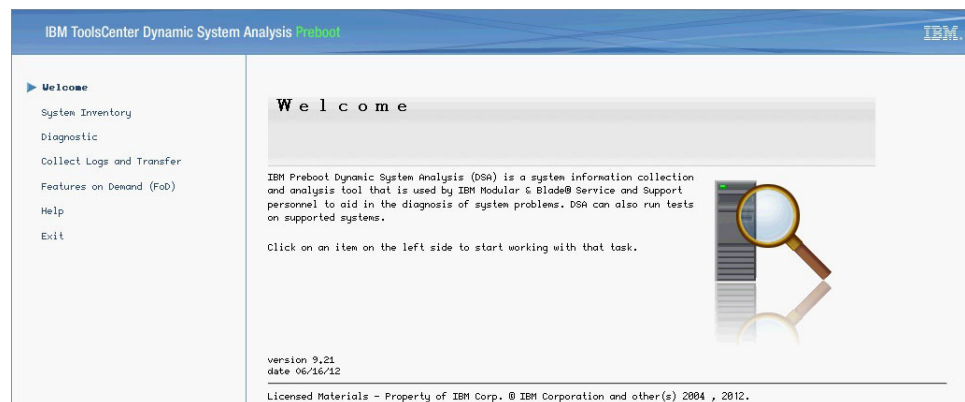 IBM ToolsCenter Dynamic System Analysis Preboot
IBM.
Welcome
System Inventory
Diagnostic
Collect Logs and Transfer
Features on Demand (FoD)
Help
Exit
Welcome
IBM Preboot Dynamic System Analysis (DSA) is a system information collection
and analysis tool that is used by IBM Modular & Blade® Service and Support
personnel to aid in the diagnosis of system problems. DSA can also run tests
on supported systems.
Click on an item on the left side to start working with that task.
version 9.21
date 06/16/12
Licensed Materials - Property of IBM Corp. © IBM Corporation and other(s) 2004 , 2012.